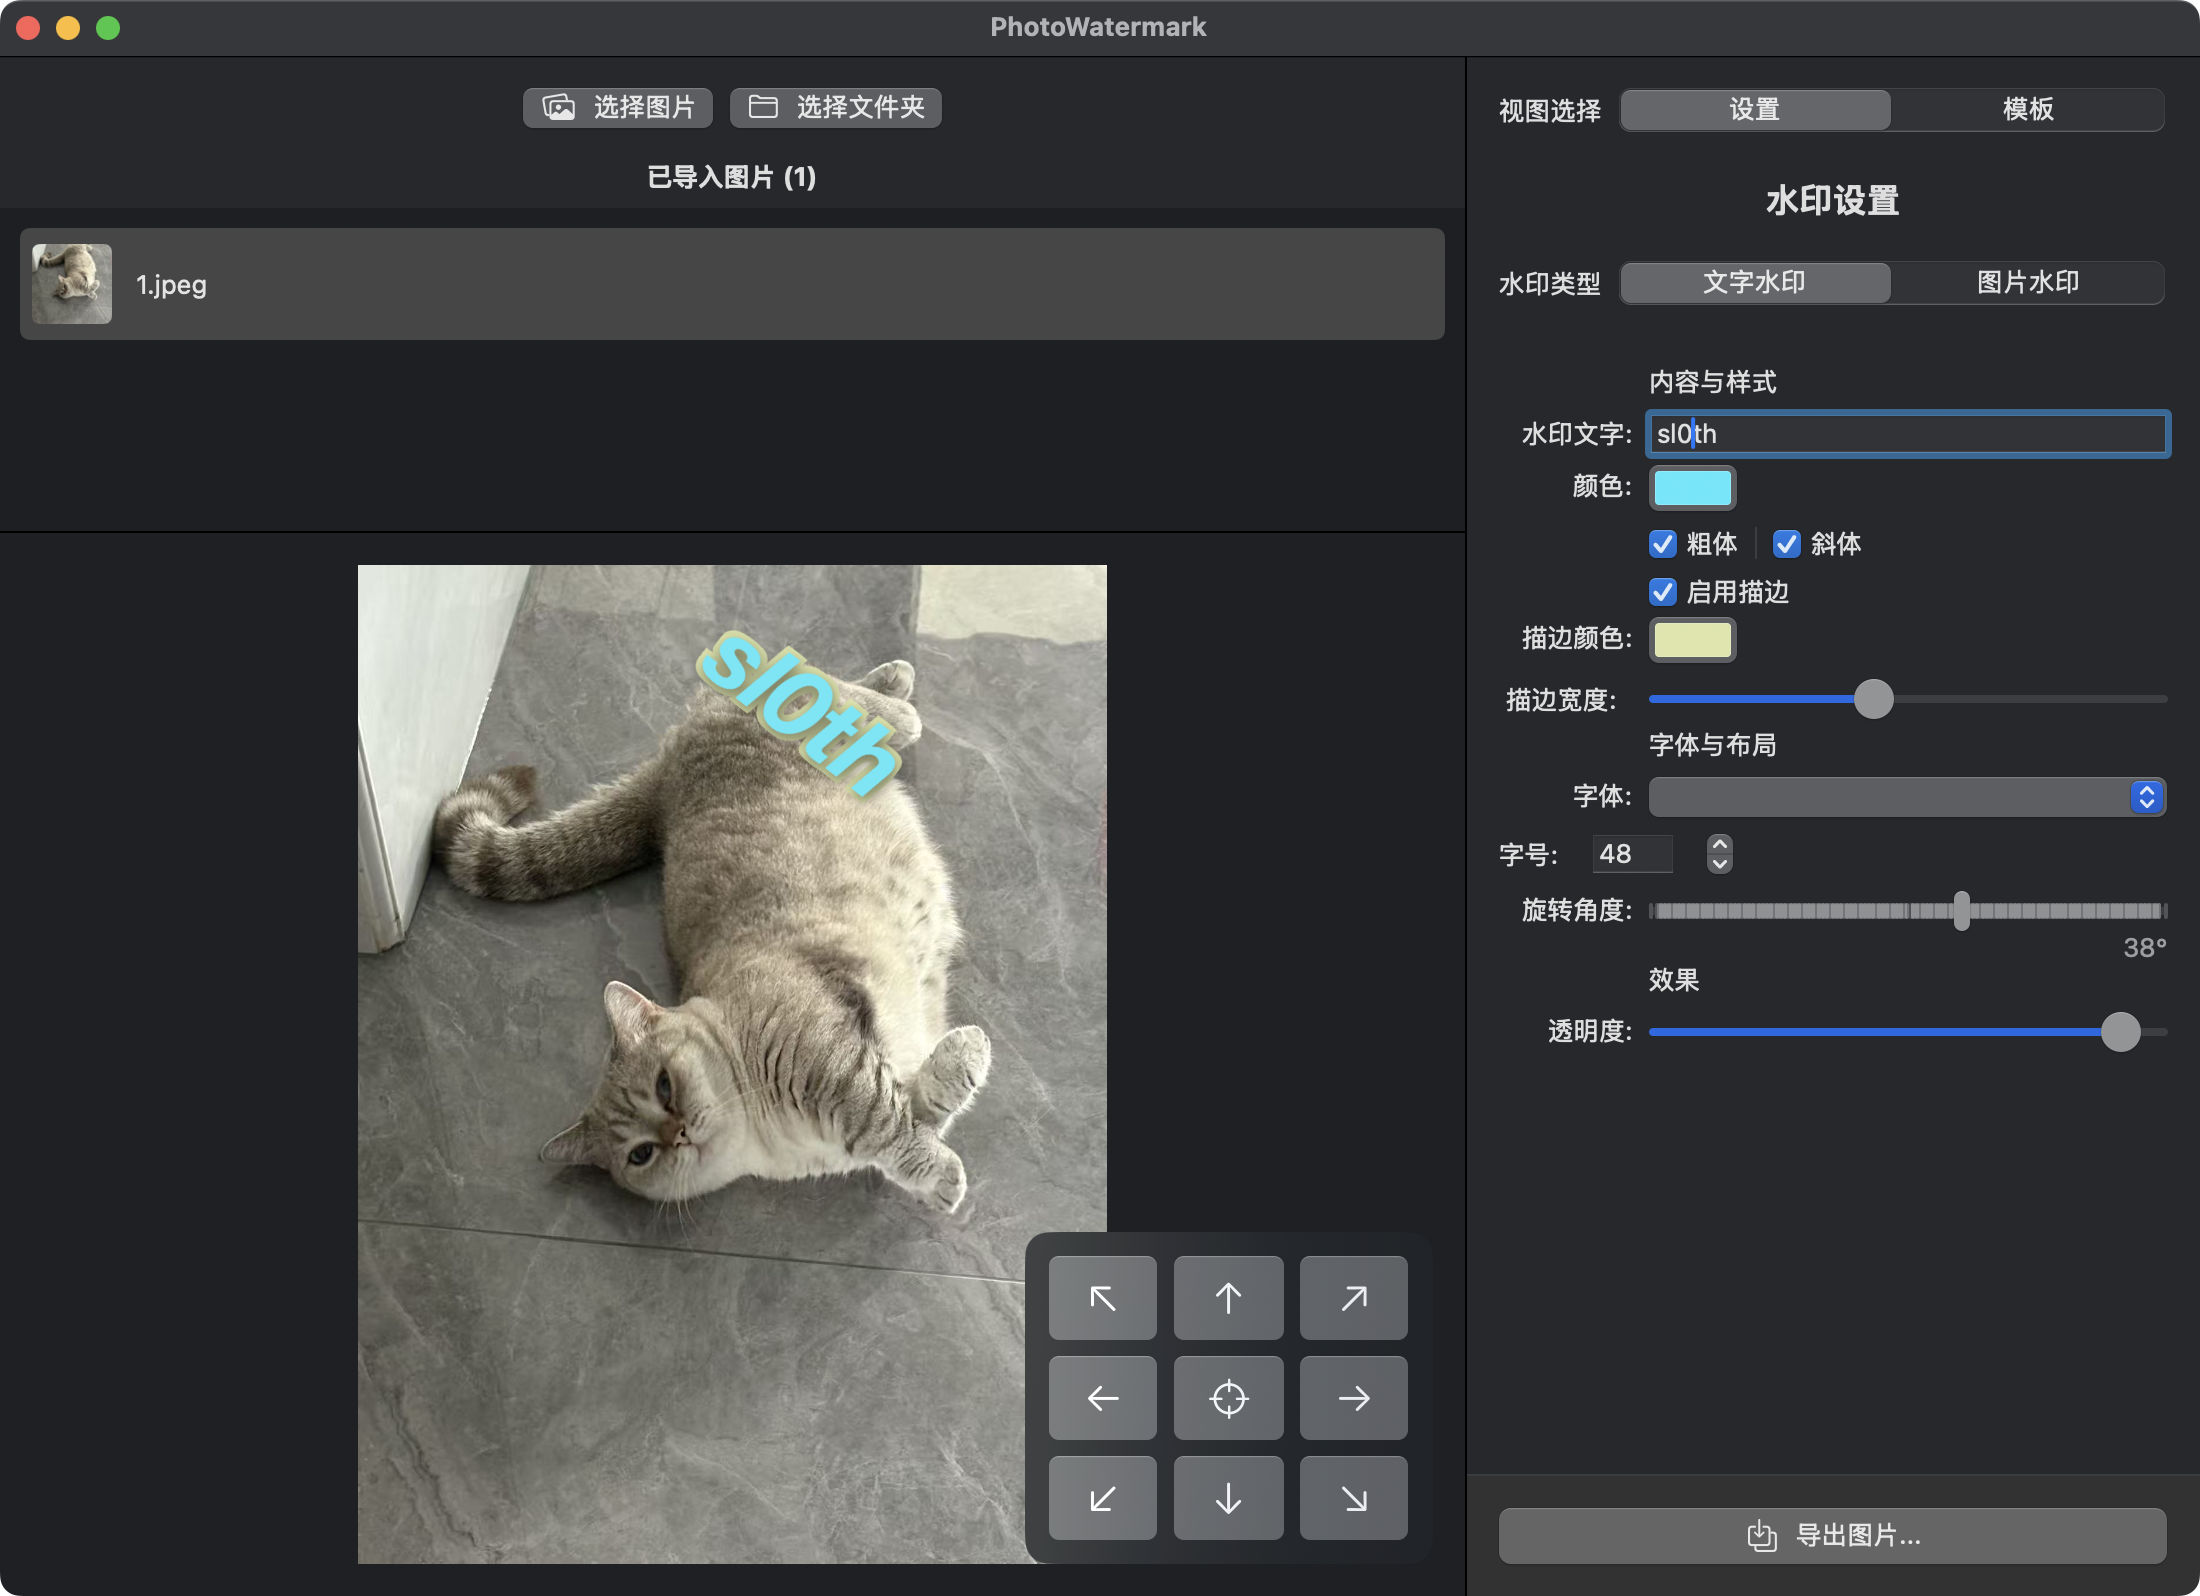 PhotoWatermark
选择图片 选择文件夹
已导入图片 (1)
1.jpeg
sl0th
视图选择 设置 模板
水印设置
水印类型 文字水印 图片水印
内容与样式
水印文字: sl0th
颜色:
粗体 斜体
启用描边
描边颜色:
描边宽度:
字体与布局
字体:
字号: 48
旋转角度:
38°
效果
透明度:
导出图片...